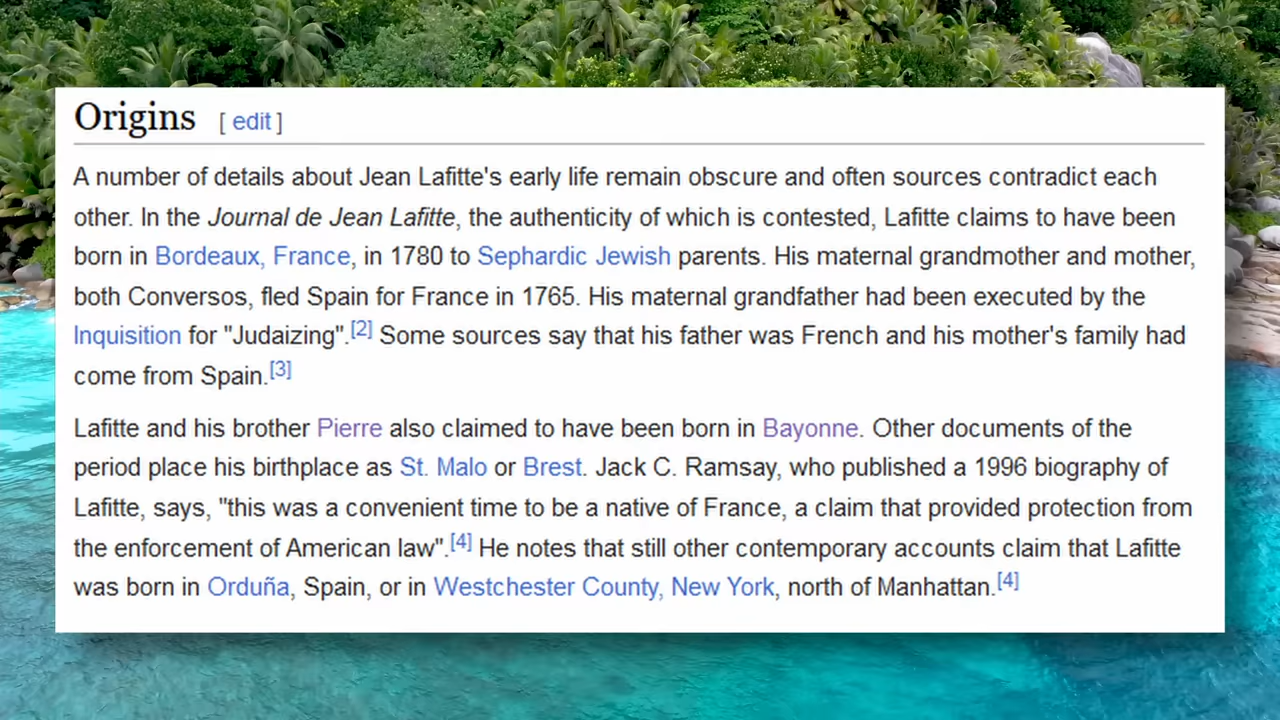 Origins [ edit ]
A number of details about Jean Lafitte's early life remain obscure and often sources contradict each
other. In the Journal de Jean Lafitte, the authenticity of which is contested, Lafitte claims to have been
born in Bordeaux, France, in 1780 to Sephardic Jewish parents. His maternal grandmother and mother,
both Conversos, fled Spain for France in 1765. His maternal grandfather had been executed by the
Inquisition for "Judaizing".[2] Some sources say that his father was French and his mother's family had
come from Spain.[3]
Lafitte and his brother Pierre also claimed to have been born in Bayonne. Other documents of the
period place his birthplace as St. Malo or Brest. Jack C. Ramsay, who published a 1996 biography of
Lafitte, says, "this was a convenient time to be a native of France, a claim that provided protection from
the enforcement of American law".[4] He notes that still other contemporary accounts claim that Lafitte
was born in Orduña, Spain, or in Westchester County, New York, north of Manhattan.[4]